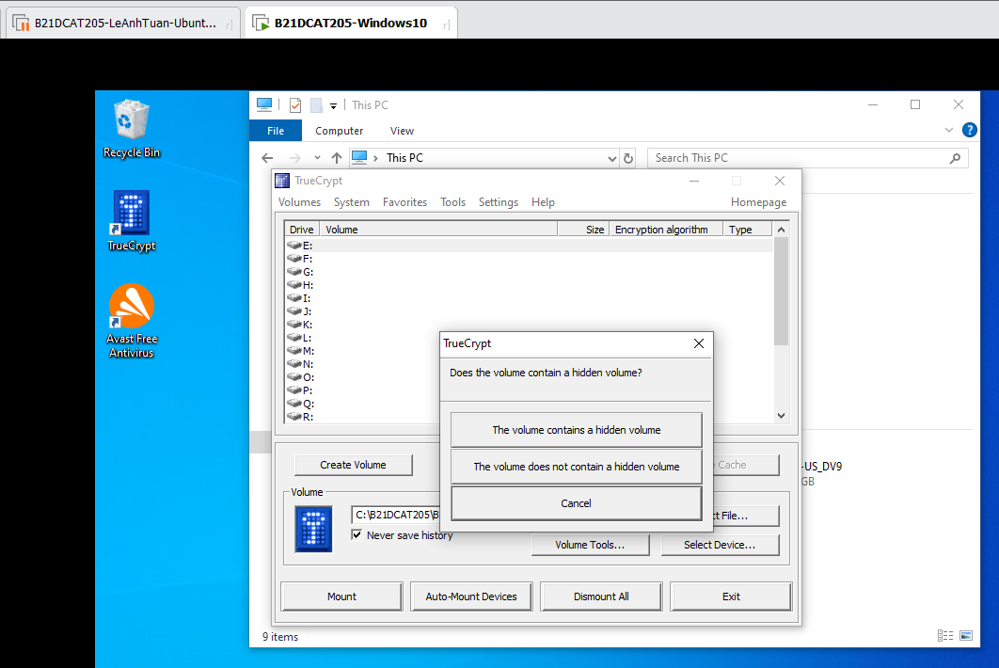 B21DCAT205-LeAnhTuan-Ubunt...
B21DCAT205-Windows10
Recycle Bin
TrueCrypt
Avast Free
Antivirus
This PC
File
Computer
View
This PC
Search This PC
TrueCrypt
Volumes
System
Favorites
Tools
Settings
Help
Homepage
Drive
Volume
Size
Encryption algorithm
Type
E:
F:
G:
H:
I:
J:
K:
L:
M:
N:
O:
P:
Q:
R:
TrueCrypt
Does the volume contain a hidden volume?
The volume contains a hidden volume
The volume does not contain a hidden volume
Cancel
Create Volume
Cache
-US_DV9
GB
Volume
C:\B21DCAT205\B
ct File...
Never save history
Volume Tools...
Select Device...
Mount
Auto-Mount Devices
Dismount All
Exit
9 items